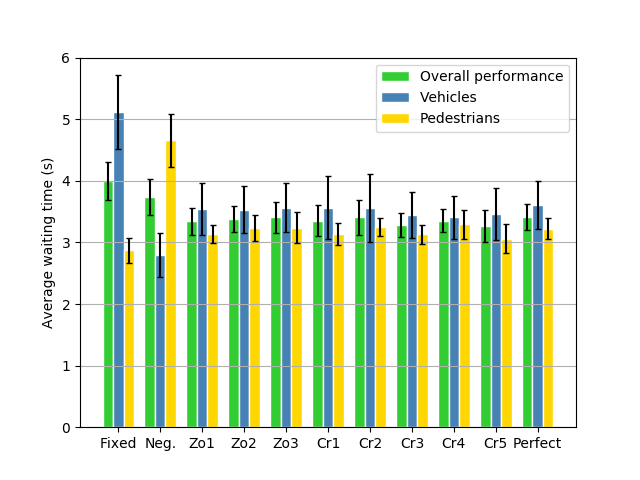 6
5
4
3
2
1
0
Average waiting time (s)
Overall performance
Vehicles
Pedestrians
Fixed Neg. Zo1 Zo2 Zo3 Cr1 Cr2 Cr3 Cr4 Cr5 Perfect